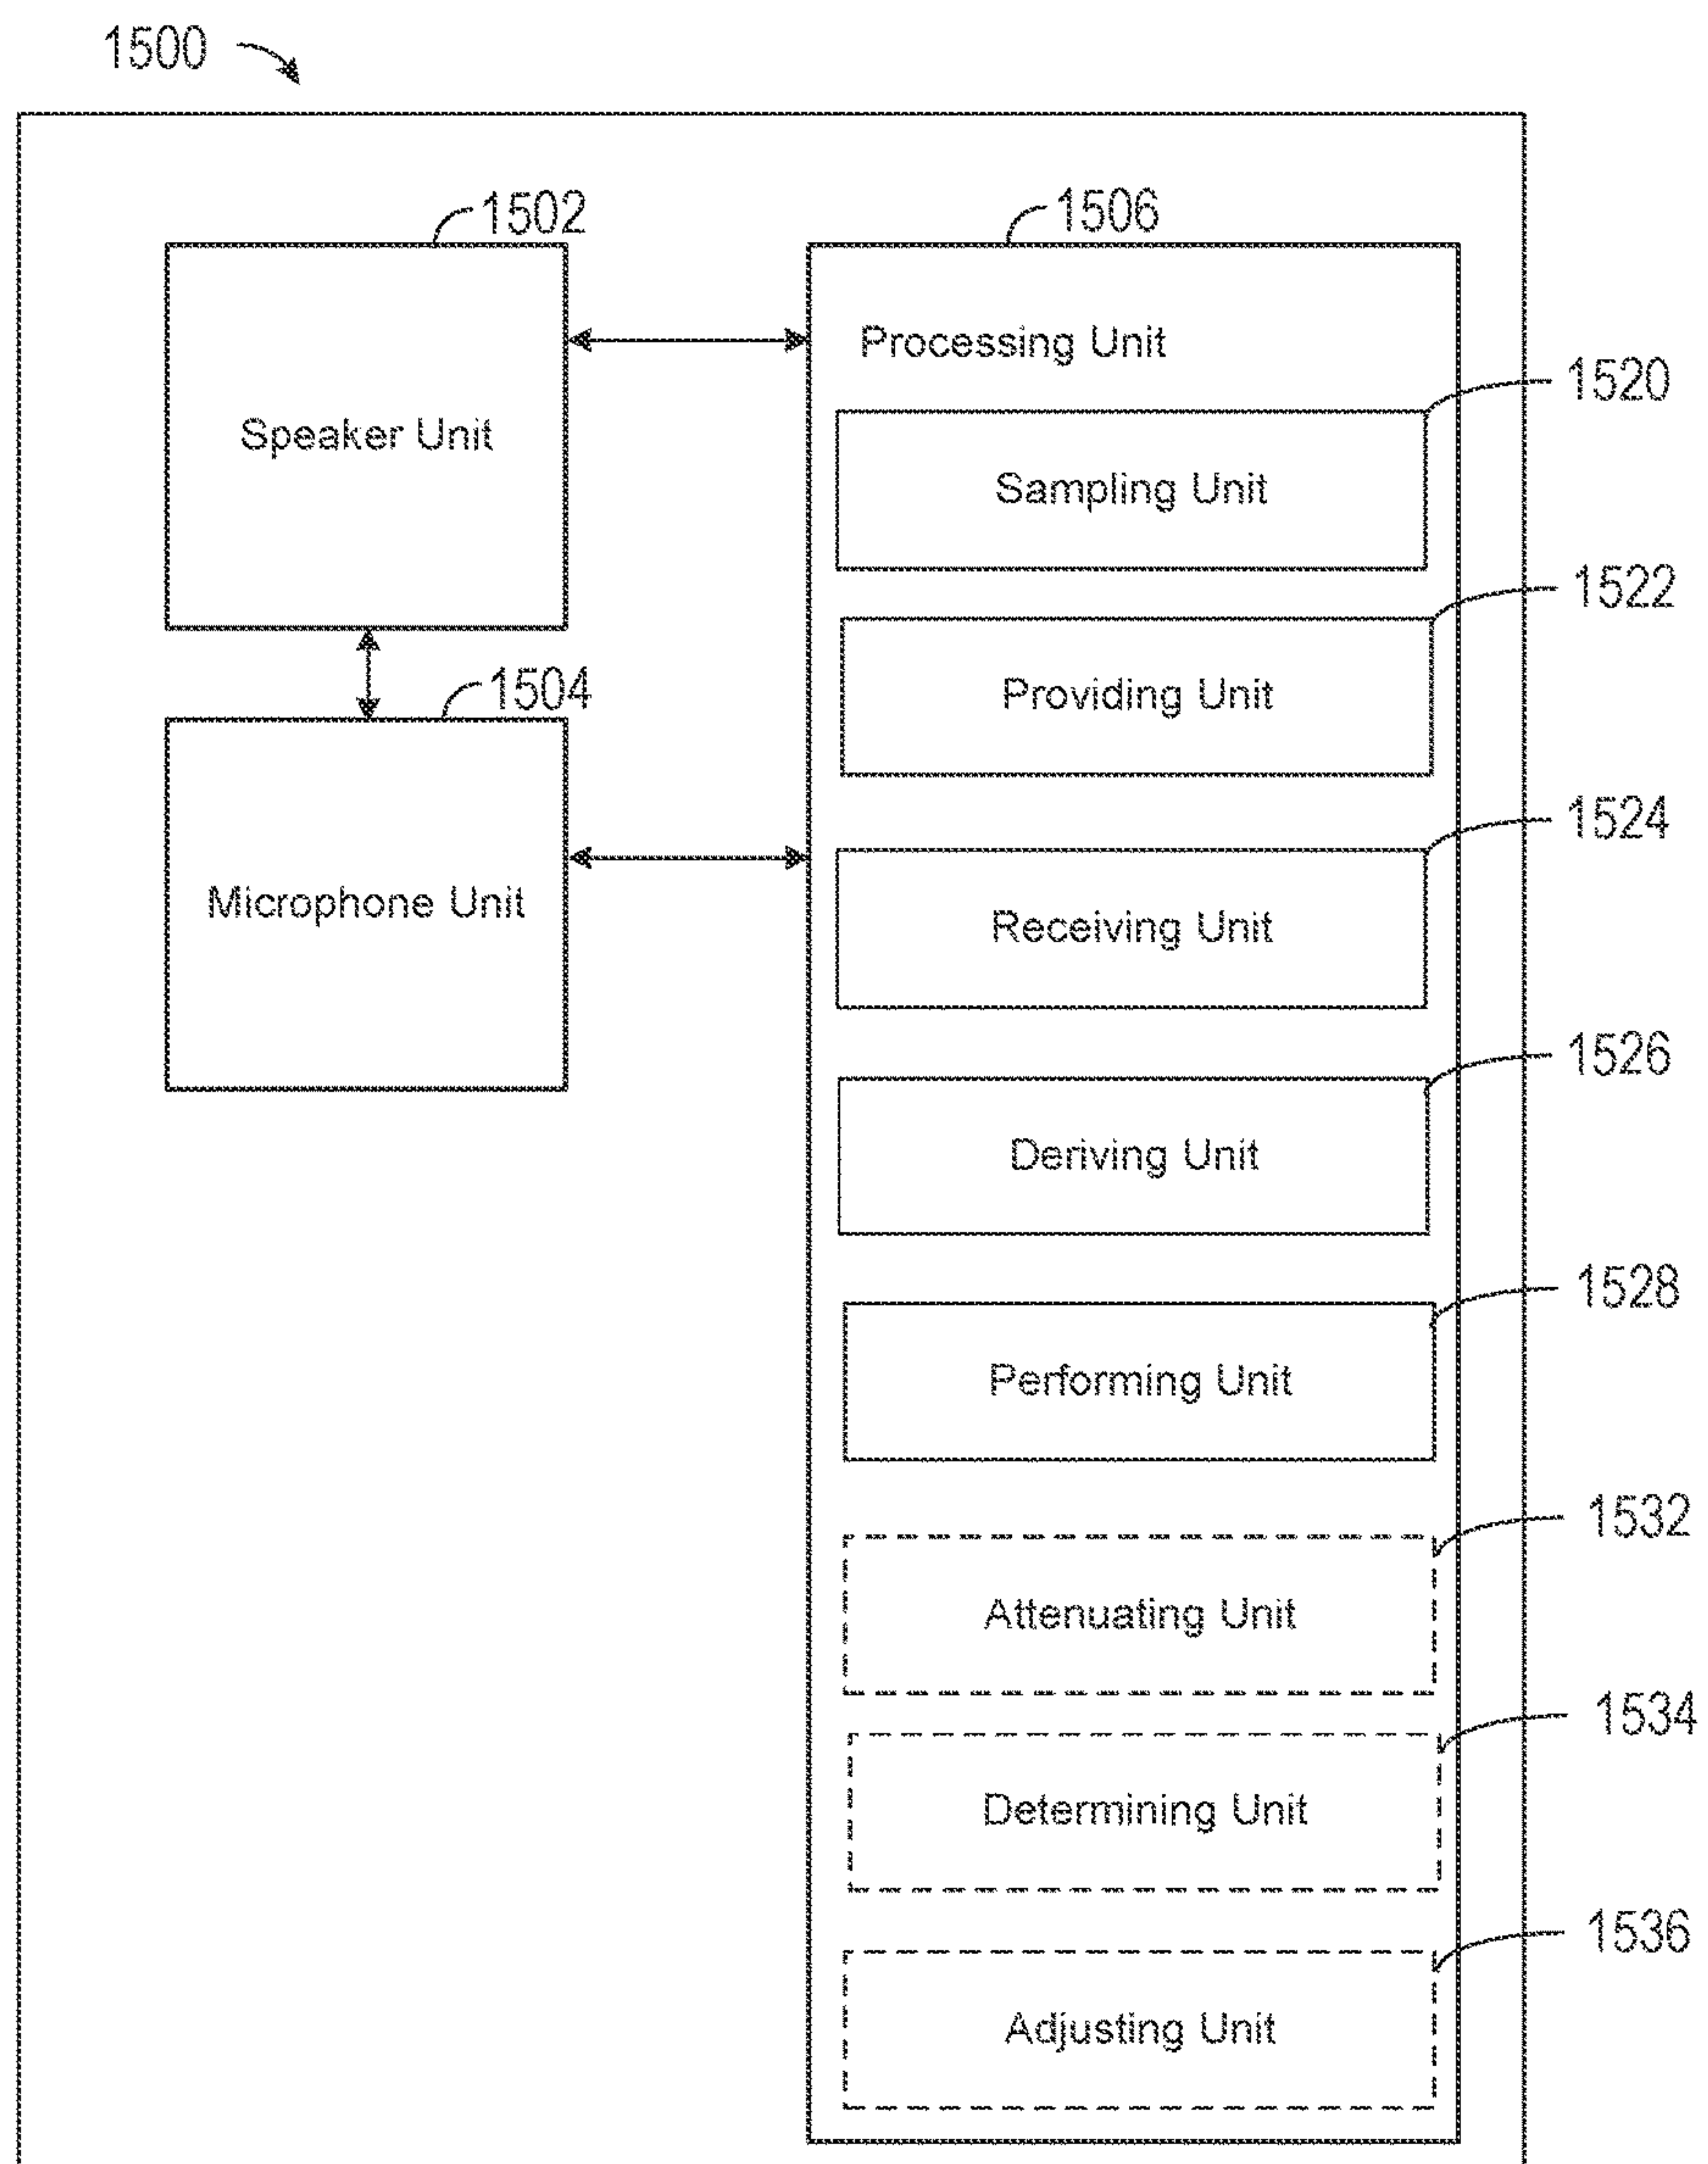 1500
1502
1506
Processing Unit
1520
Speaker Unit
Sampling Unit
1522
1504
Providing Unit
1524
Microphone Unit
Receiving Unit
1526
Deriving Unit
1528
Performing Unit
1532
Attenuating Unit
1534
Determining Unit
1536
Adjusting Unit